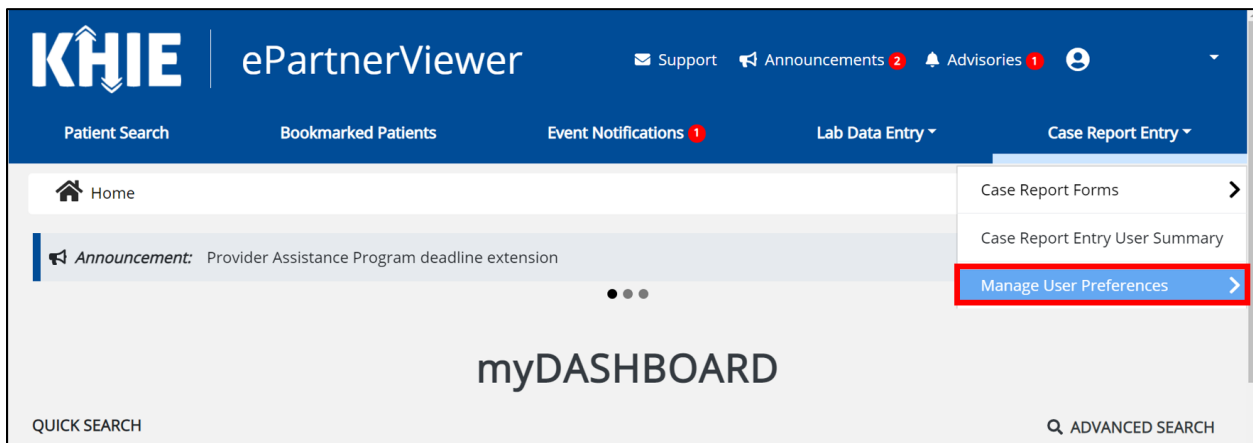 KHIE ePartnerViewer Support Announcements 2 Advisories 1
Patient Search Bookmarked Patients Event Notifications 1 Lab Data Entry Case Report Entry
Home
Case Report Forms
Case Report Entry User Summary
Manage User Preferences
Announcement: Provider Assistance Program deadline extension
myDASHBOARD
QUICK SEARCH ADVANCED SEARCH